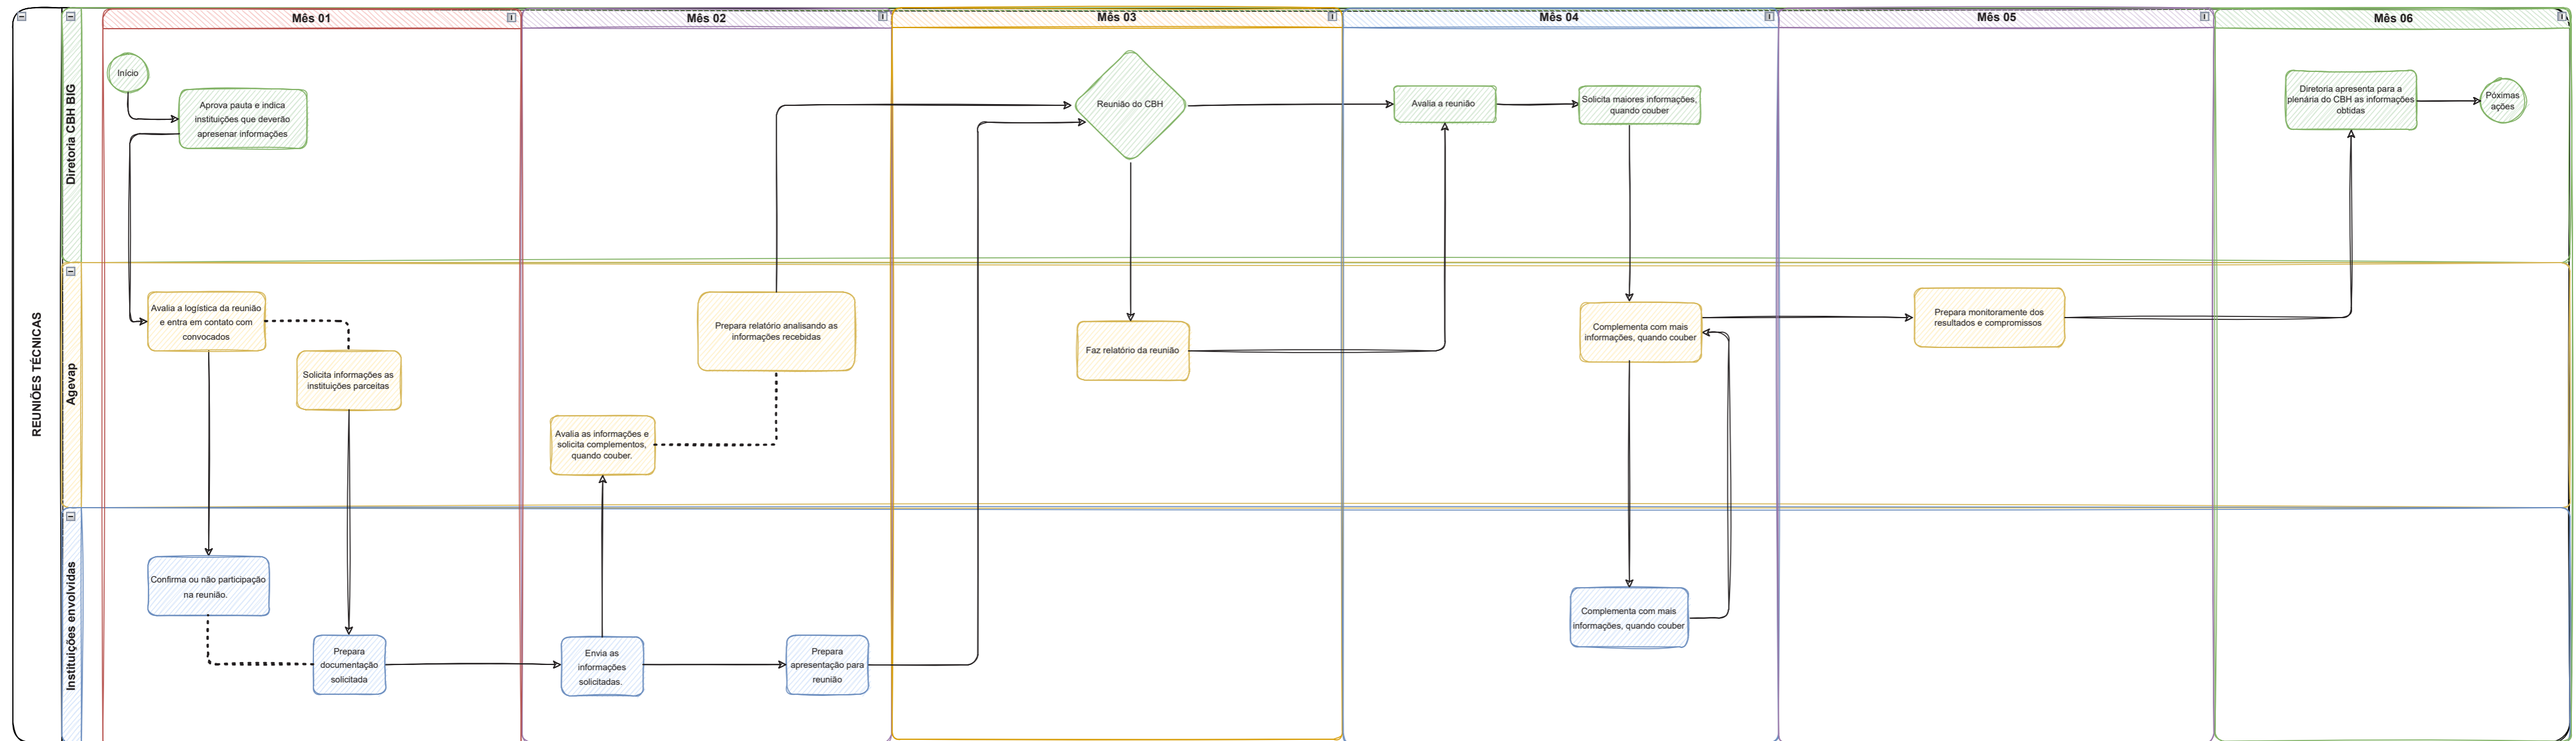 Mês 01
Mês 02
Mês 03
Mês 04
Mês 05
Mês 06
REUNIÕES TÉCNICAS
Diretoria CBH BIG
Início
Aprova pauta e indica
instituições que deverão
apresenar informações
Reunião do CBH
Avalia a reunião
Solicita maiores informações,
quando couber
Diretoria apresenta para a
plenária do CBH as informações
obtidas
Póximas
ações
Agevap
Avalia a logística da reunião
e entra em contato com
convocados
Solicita informações as
instituições parceitas
Avalia as informações e
solicita complementos,
quando couber.
Prepara relatório analisando as
informações recebidas
Faz relatório da reunião
Complementa com mais
informações, quando couber
Prepara monitoramente dos
resultados e compromissos
Instituições envolvidas
Confirma ou não participação
na reunião.
Prepara
documentação
solicitada
Envia as
informações
solicitadas.
Prepara
apresentação para
reunião
Complementa com mais
informações, quando couber